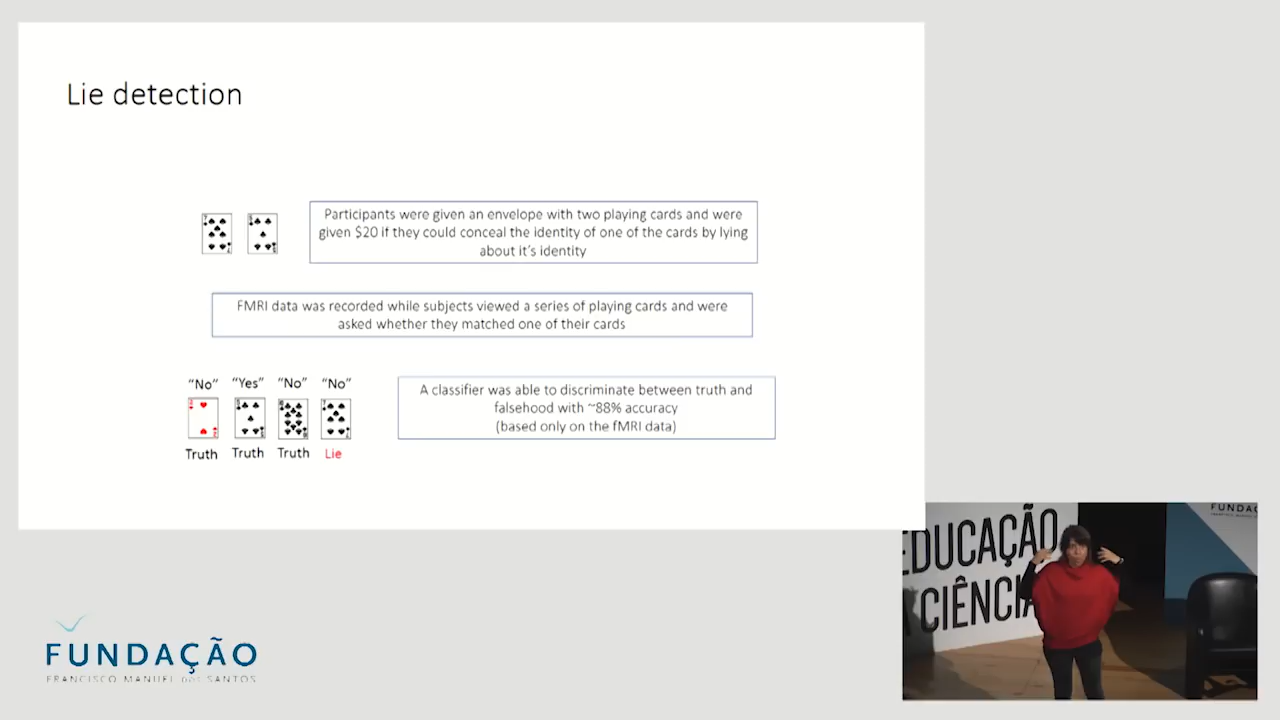 Lie detection
Participants were given an envelope with two playing cards and were
given $20 if they could conceal the identity of one of the cards by lying
about it's identity
FMRI data was recorded while subjects viewed a series of playing cards and were
asked whether they matched one of their cards
"No" "Yes" "No" "No"
Truth Truth Truth Lie
A classifier was able to discriminate between truth and
falsehood with ~88% accuracy
(based only on the fMRI data)
EDUCAÇÃO
CIÊNCIA
FUNDAÇÃO
FRANCISCO MANUEL DOS SANTOS